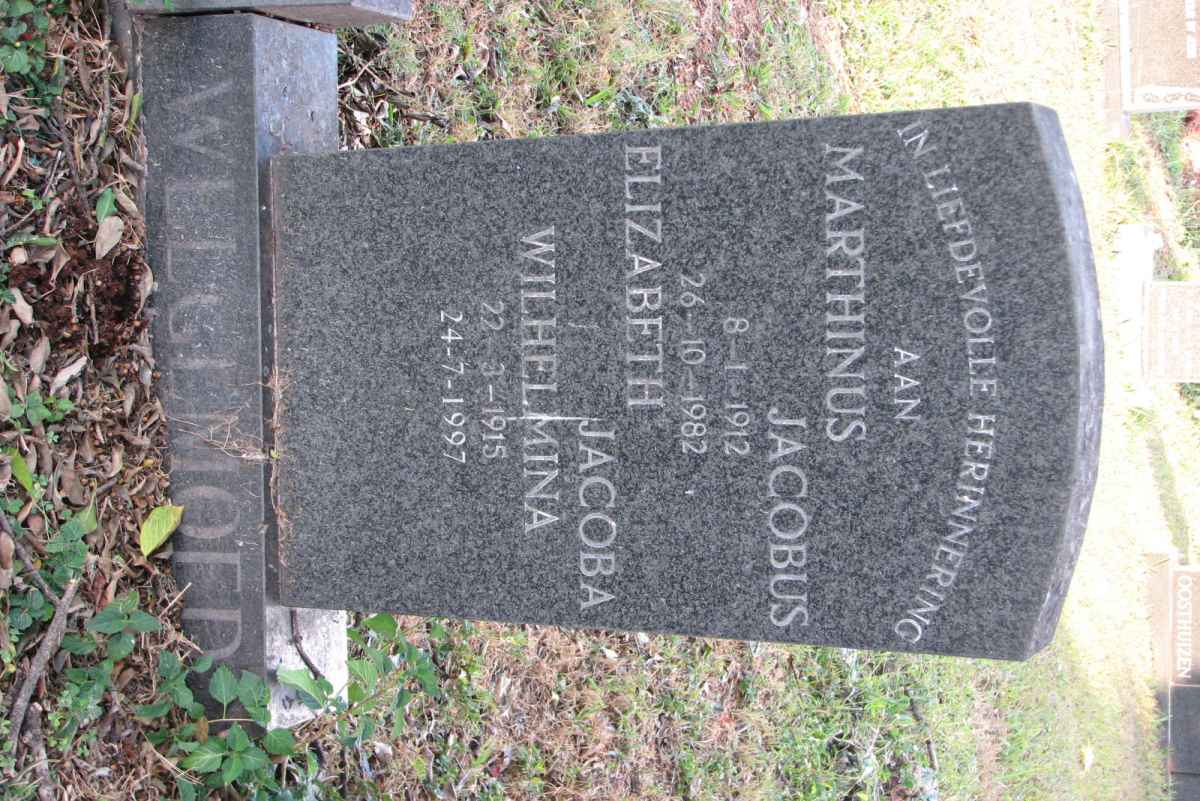 IN LIEFDEVOLLE HERINNERING
AAN
MARTHINUS
JACOBUS
8-1-1912
26-10-1982
ELIZABETH
JACOBA
WILHELMINA
22-3-1915
24-7-1997
OOSTHUIZEN